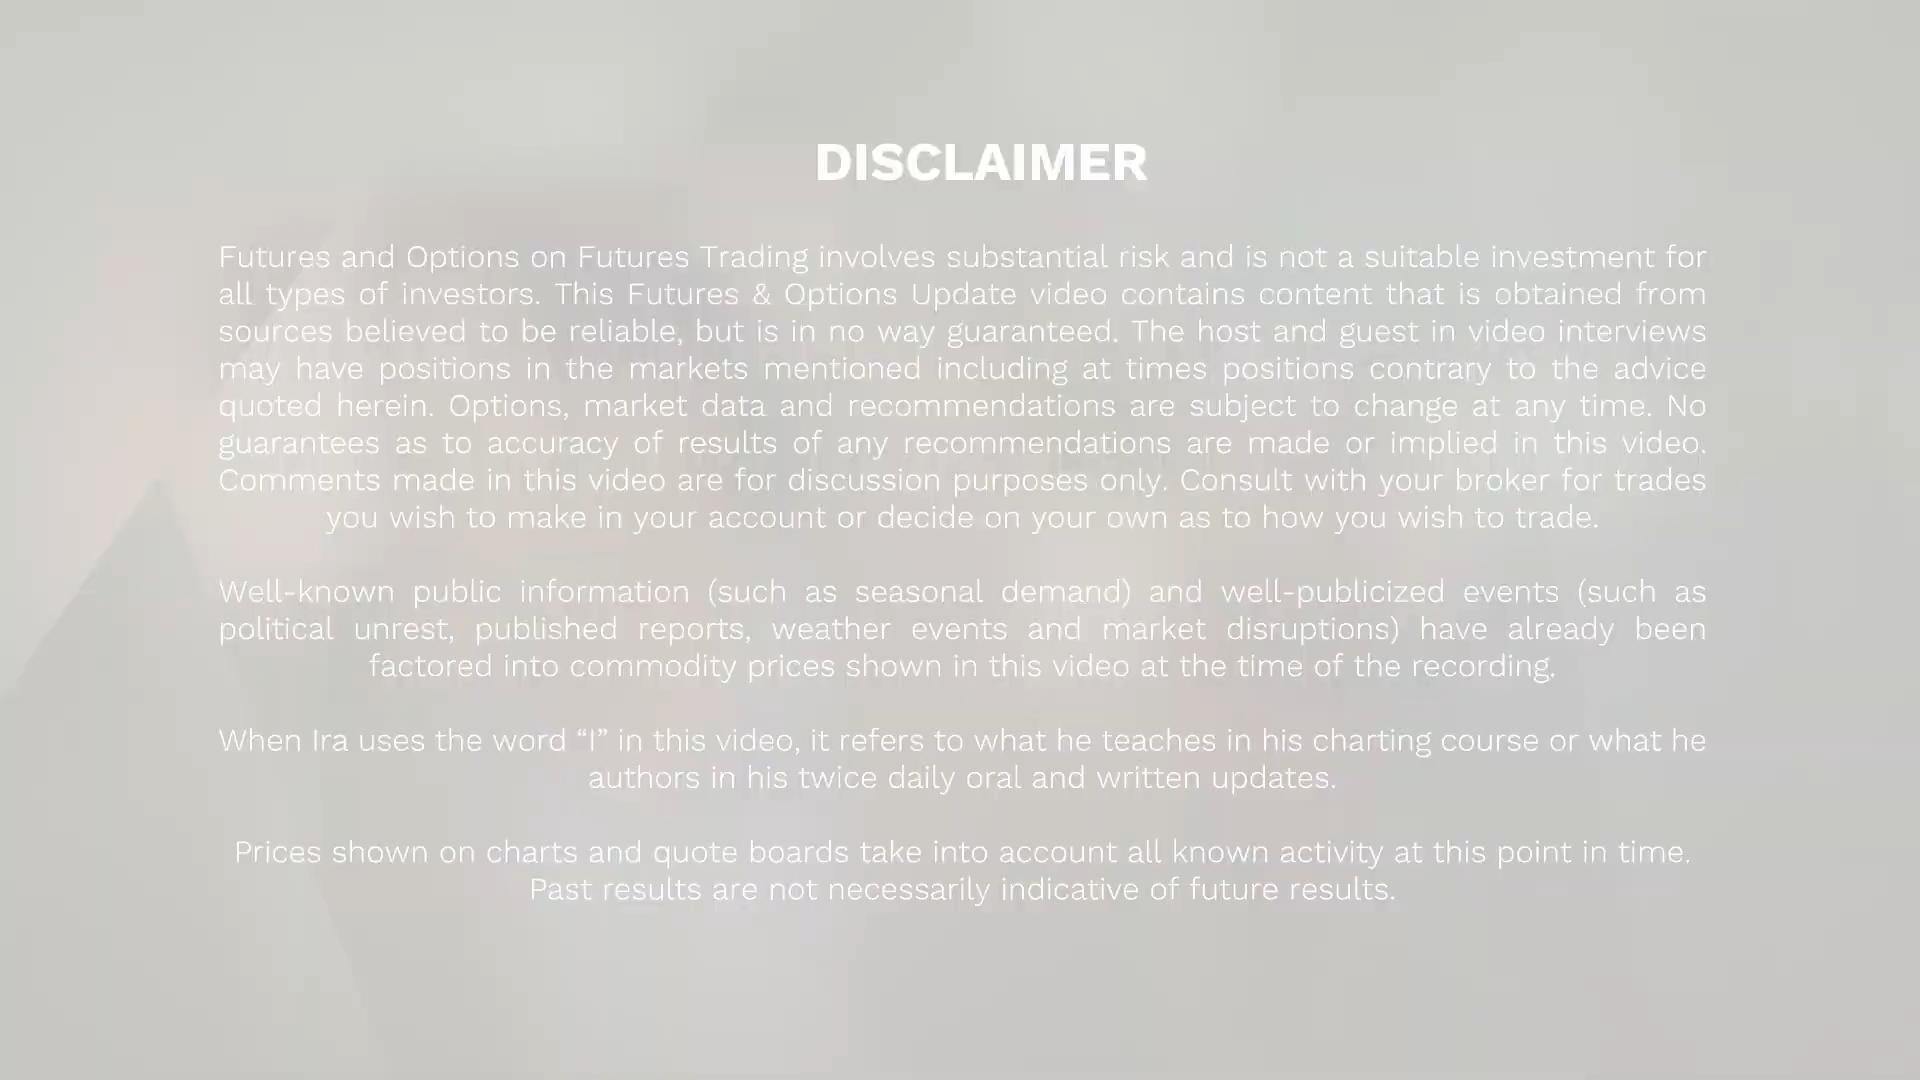 DISCLAIMER
Futures and Options on Futures Trading involves substantial risk and is not a suitable investment for
all types of investors. This Futures & Options Update video contains content that is obtained from
sources believed to be reliable, but is in no way guaranteed. The host and guest in video interviews
may have positions in the markets mentioned including at times positions contrary to the advice
quoted herein. Options, market data and recommendations are subject to change at any time. No
guarantees as to accuracy of results of any recommendations are made or implied in this video.
Comments made in this video are for discussion purposes only. Consult with your broker for trades
you wish to make in your account or decide on your own as to how you wish to trade.
Well-known public information (such as seasonal demand) and well-publicized events (such as
political unrest, published reports, weather events and market disruptions) have already been
factored into commodity prices shown in this video at the time of the recording.
When Ira uses the word “I” in this video, it refers to what he teaches in his charting course or what he
authors in his twice daily oral and written updates.
Prices shown on charts and quote boards take into account all known activity at this point in time.
Past results are not necessarily indicative of future results.